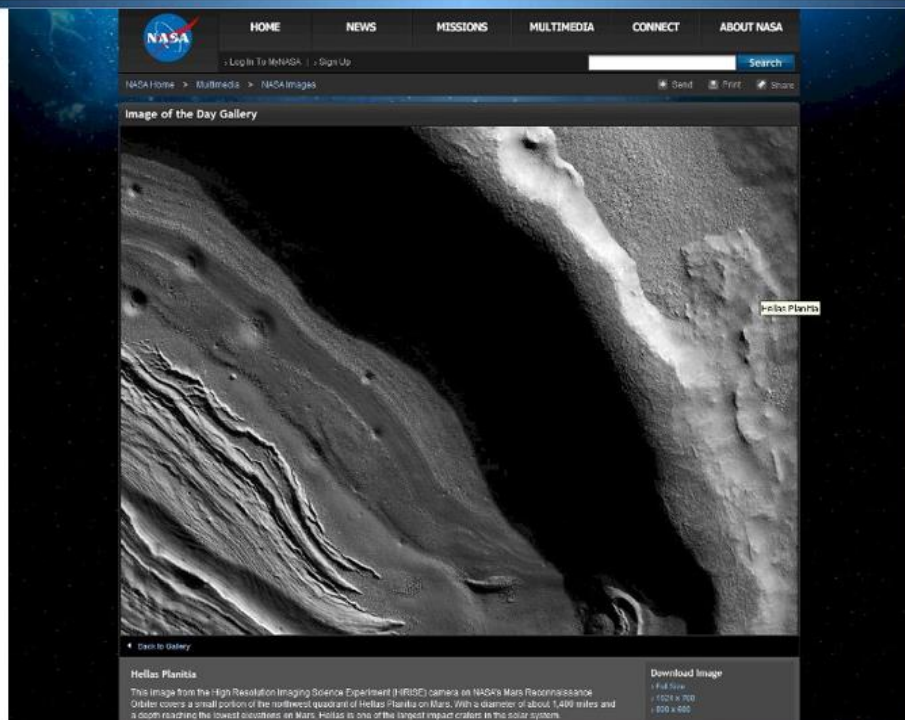 NASA
HOME NEWS MISSIONS MULTIMEDIA CONNECT ABOUT NASA
› Log In To MyNASA | › Sign Up
Search
NASA Home > Multimedia > NASA Images
Send Print Share
Image of the Day Gallery
Hellas Planitia
Back to Gallery
Hellas Planitia
This image from the High Resolution Imaging Science Experiment (HIRISE) camera on NASA's Mars Reconnaissance
Orbiter covers a small portion of the northwest quadrant of Hellas Planitia on Mars. With a diameter of about 1,400 miles and
a depth reaching the lowest elevations on Mars, Hellas is one of the largest impact craters in the solar system.
Download Image
› Full Size
› 1024 x 768
› 800 x 600